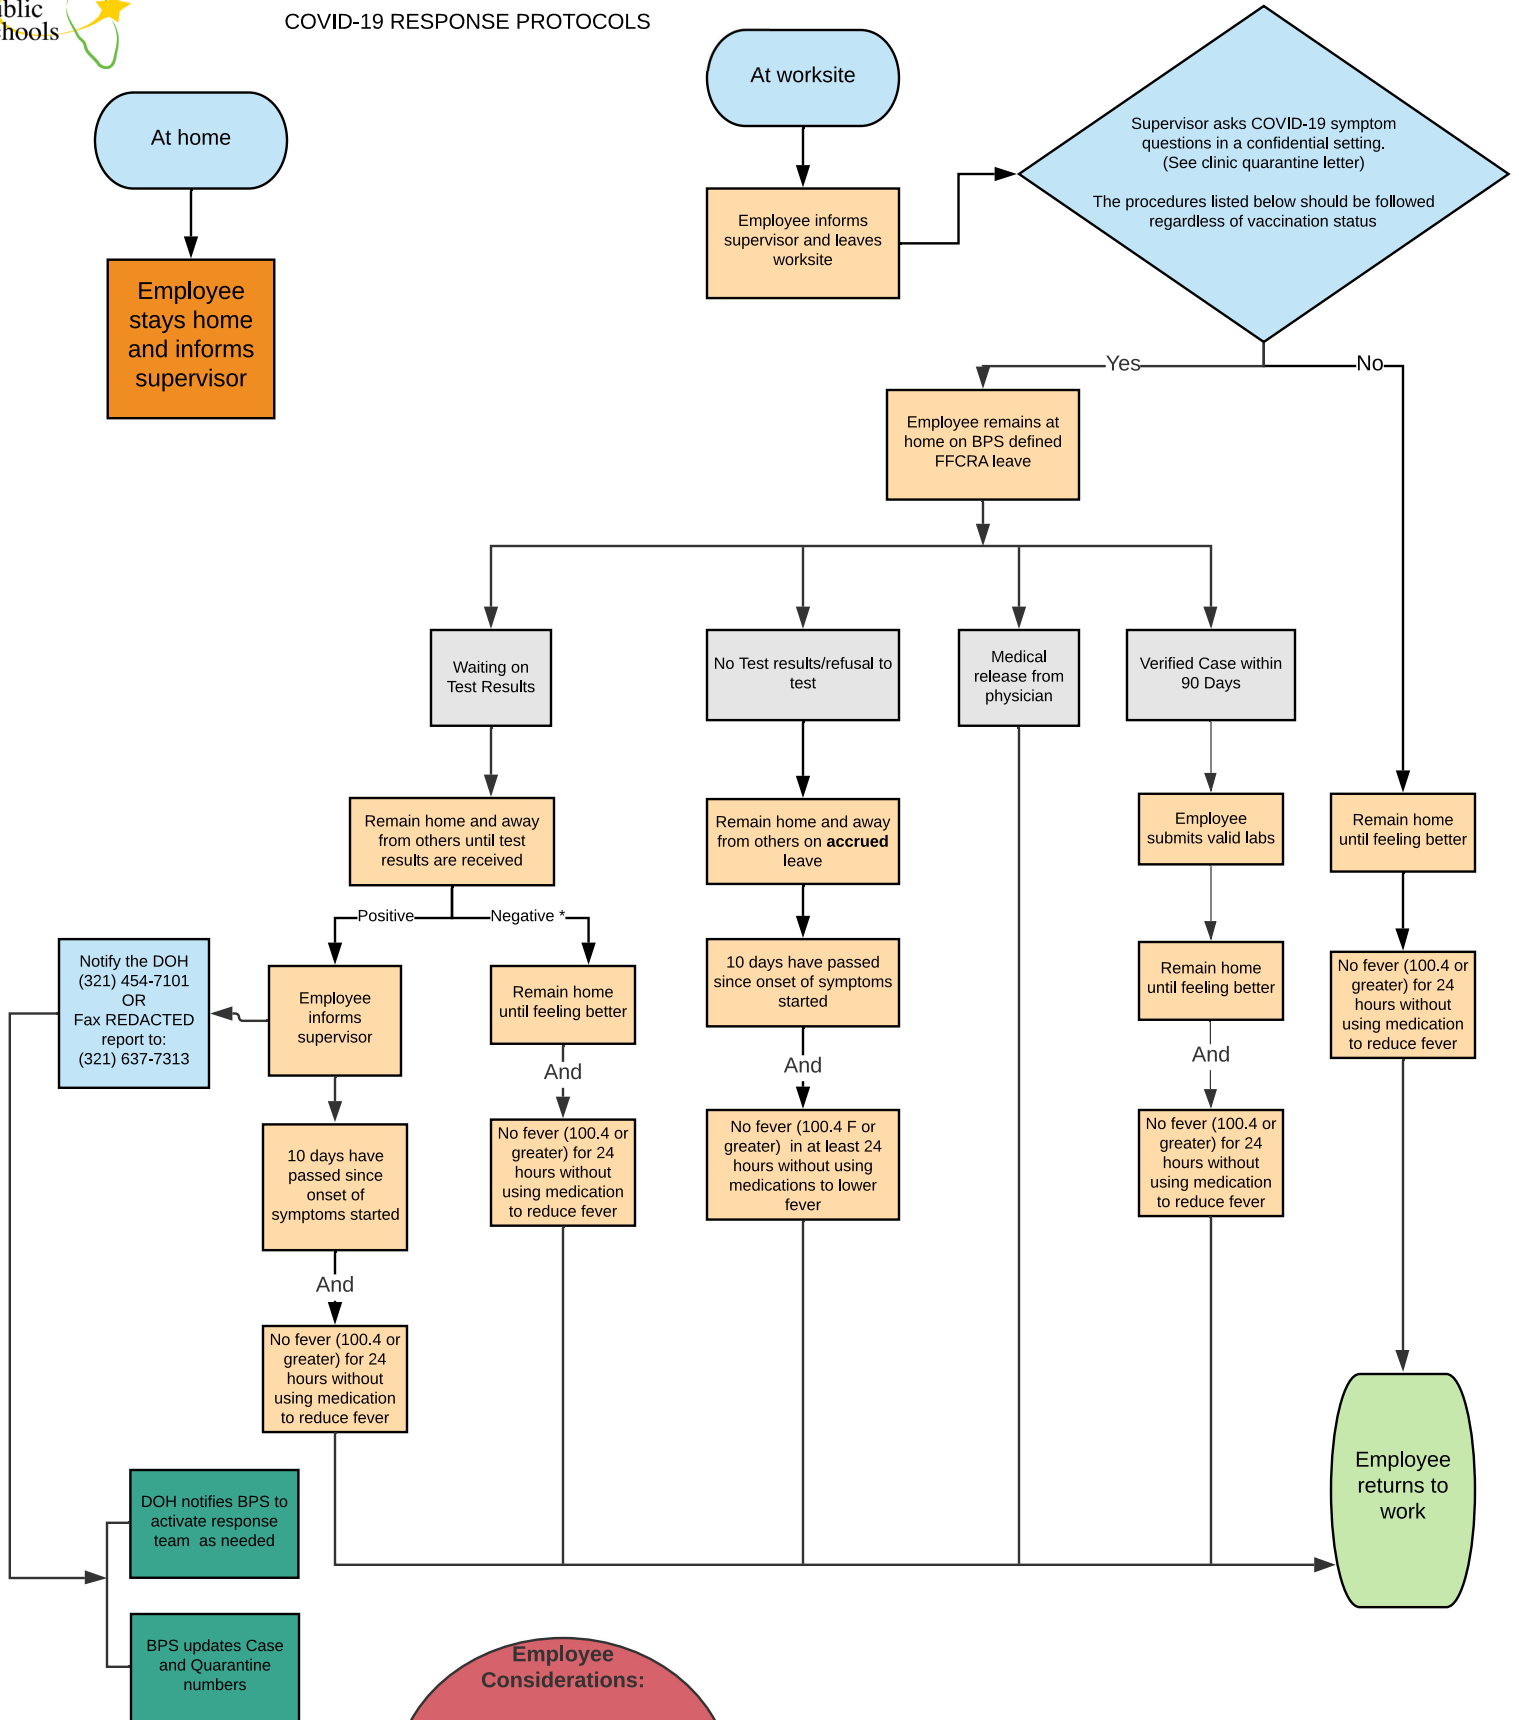 COVID-19 RESPONSE PROTOCOLS
At home
Employee
stays home
and informs
supervisor
At worksite
Employee informs
supervisor and leaves
worksite
Supervisor asks COVID-19 symptom
questions in a confidential setting.
(See clinic quarantine letter)
The procedures listed below should be followed
regardless of vaccination status
Yes
No
Employee remains at
home on BPS defined
FFCRA leave
Waiting on
Test Results
No Test results/refusal to
test
Medical
release from
physician
Verified Case within
90 Days
Remain home and away
from others until test
results are received
Remain home and away
from others on accrued
leave
Employee
submits valid labs
Remain home
until feeling better
Positive
Negative *
Notify the DOH
(321) 454-7101
OR
Fax REDACTED
report to:
(321) 637-7313
Employee
informs
supervisor
Remain home
until feeling better
10 days have passed
since onset of symptoms
started
Remain home
until feeling better
No fever (100.4 or
greater) for 24
hours without
using medication
to reduce fever
And
And
And
10 days have
passed since
onset of
symptoms started
No fever (100.4 or
greater) for 24
hours without
using medication
to reduce fever
No fever (100.4 F or
greater) in at least 24
hours without using
medications to lower
fever
No fever (100.4 or
greater) for 24
hours without
using medication
to reduce fever
And
No fever (100.4 or
greater) for 24
hours without
using medication
to reduce fever
Employee
returns to
work
DOH notifies BPS to
activate response
team as needed
BPS updates Case
and Quarantine
numbers
Employee
Considerations: